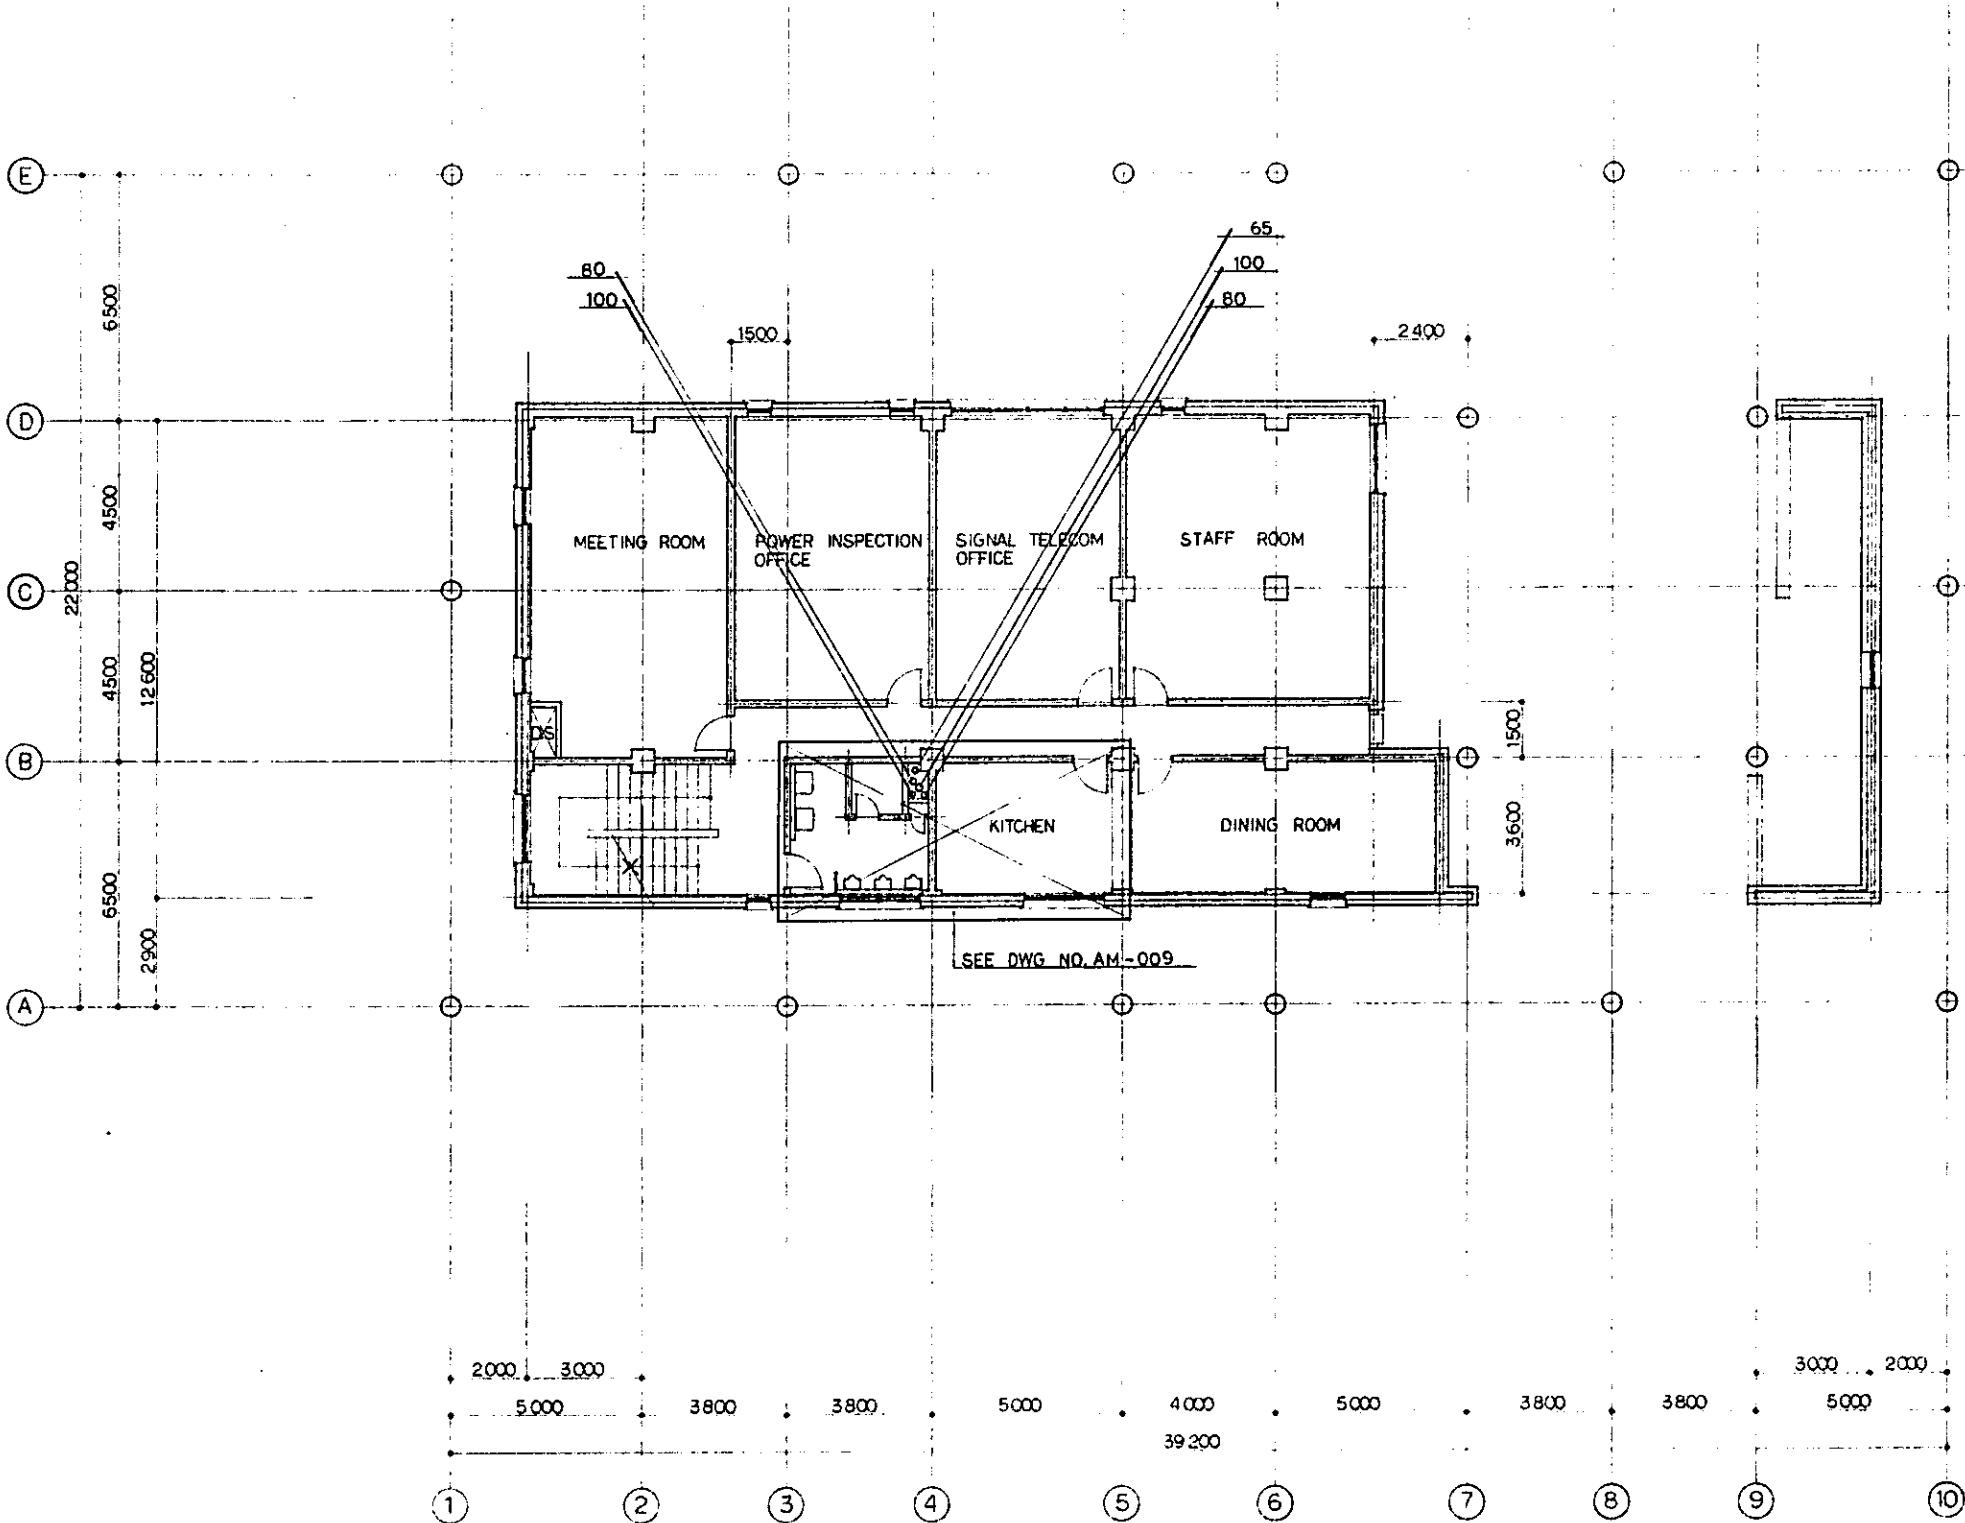 E
65
80
100
100
80
6500
1500
2400
D
4500
MEETING ROOM
POWER INSPECTION
OFFICE
SIGNAL TELECOM
OFFICE
STAFF ROOM
C
22000
4500
12600
DS
1500
B
KITCHEN
DINING ROOM
3600
6500
2900
SEE DWG NO. AM-009
A
2000
3000
3000
2000
5000
3800
3800
5000
4000
5000
3800
3800
5000
39200
1
2
3
4
5
6
7
8
9
10